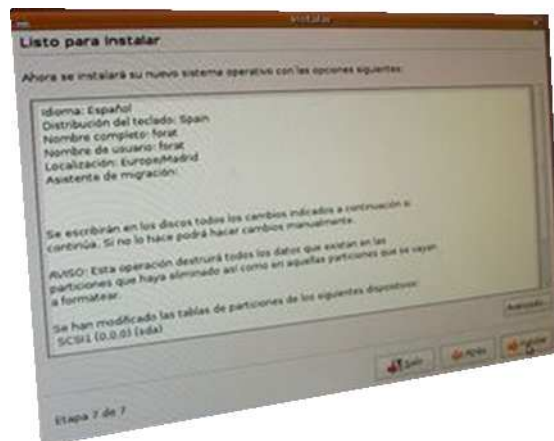 Instalar
Listo para instalar
Ahora se instalará su nuevo sistema operativo con las opciones siguientes:
Idioma: Español
Distribución del teclado: Spain
Nombre completo: forat
Nombre de usuario: forat
Localización: Europe/Madrid
Asistente de migración:
Se escribirán en los discos todos los cambios indicados a continuación si
continúa. Si no lo hace podrá hacer cambios manualmente.
AVISO: Esta operación destruirá todos los datos que existan en las
particiones que haya eliminado así como en aquellas particiones que se vayan
a formatear.
Se han modificado las tablas de particiones de los siguientes dispositivos:
SCSI1 (0,0,0) (sda)
Avanzado...
Salir
Atrás
Instalar
Etapa 7 de 7